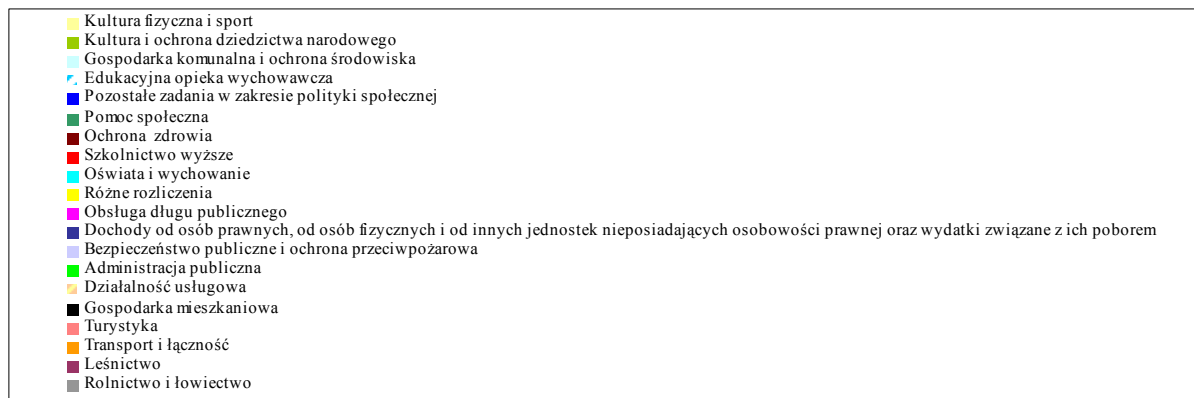 Kultura fizyczna i sport
Kultura i ochrona dziedzictwa narodowego
Gospodarka komunalna i ochrona środowiska
Edukacyjna opieka wychowawcza
Pozostałe zadania w zakresie polityki społecznej
Pomoc społeczna
Ochrona zdrowia
Szkolnictwo wyższe
Oświata i wychowanie
Różne rozliczenia
Obsługa długu publicznego
Dochody od osób prawnych, od osób fizycznych i od innych jednostek nieposiadających osobowości prawnej oraz wydatki związane z ich poborem
Bezpieczeństwo publiczne i ochrona przeciwpożarowa
Administracja publiczna
Działalność usługowa
Gospodarka mieszkaniowa
Turystyka
Transport i łączność
Leśnictwo
Rolnictwo i łowiectwo